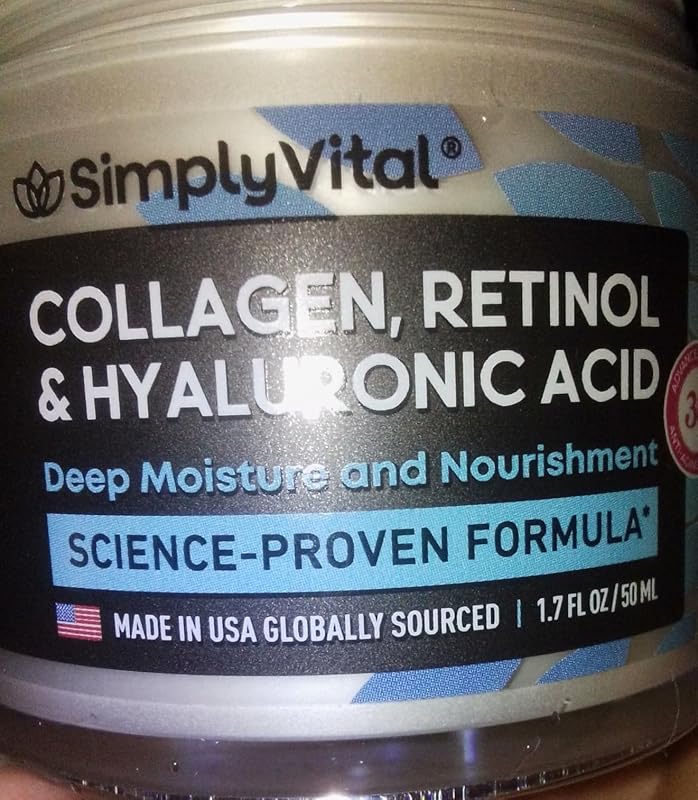 SimplyVital®
COLLAGEN, RETINOL
& HYALURONIC ACID
Deep Moisture and Nourishment
SCIENCE-PROVEN FORMULA*
MADE IN USA GLOBALLY SOURCED | 1.7 FL OZ / 50 ML
3